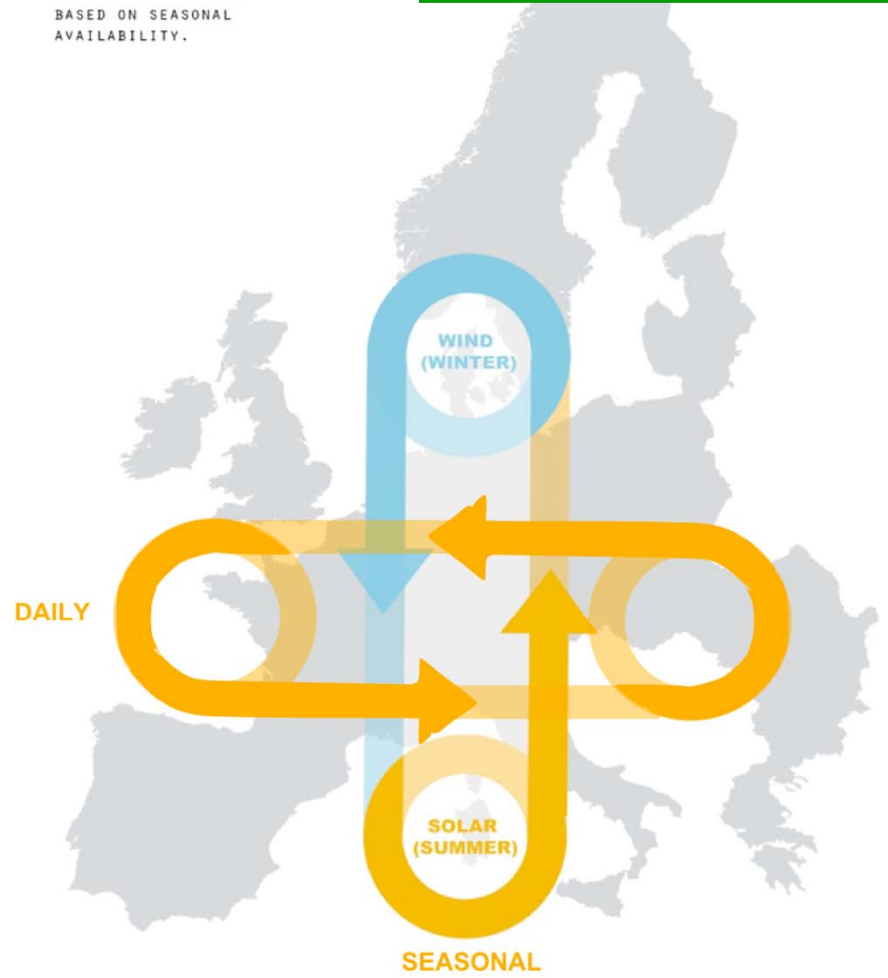 BASED ON SEASONAL
AVAILABILITY.
WIND
(WINTER)
DAILY
SOLAR
(SUMMER)
SEASONAL